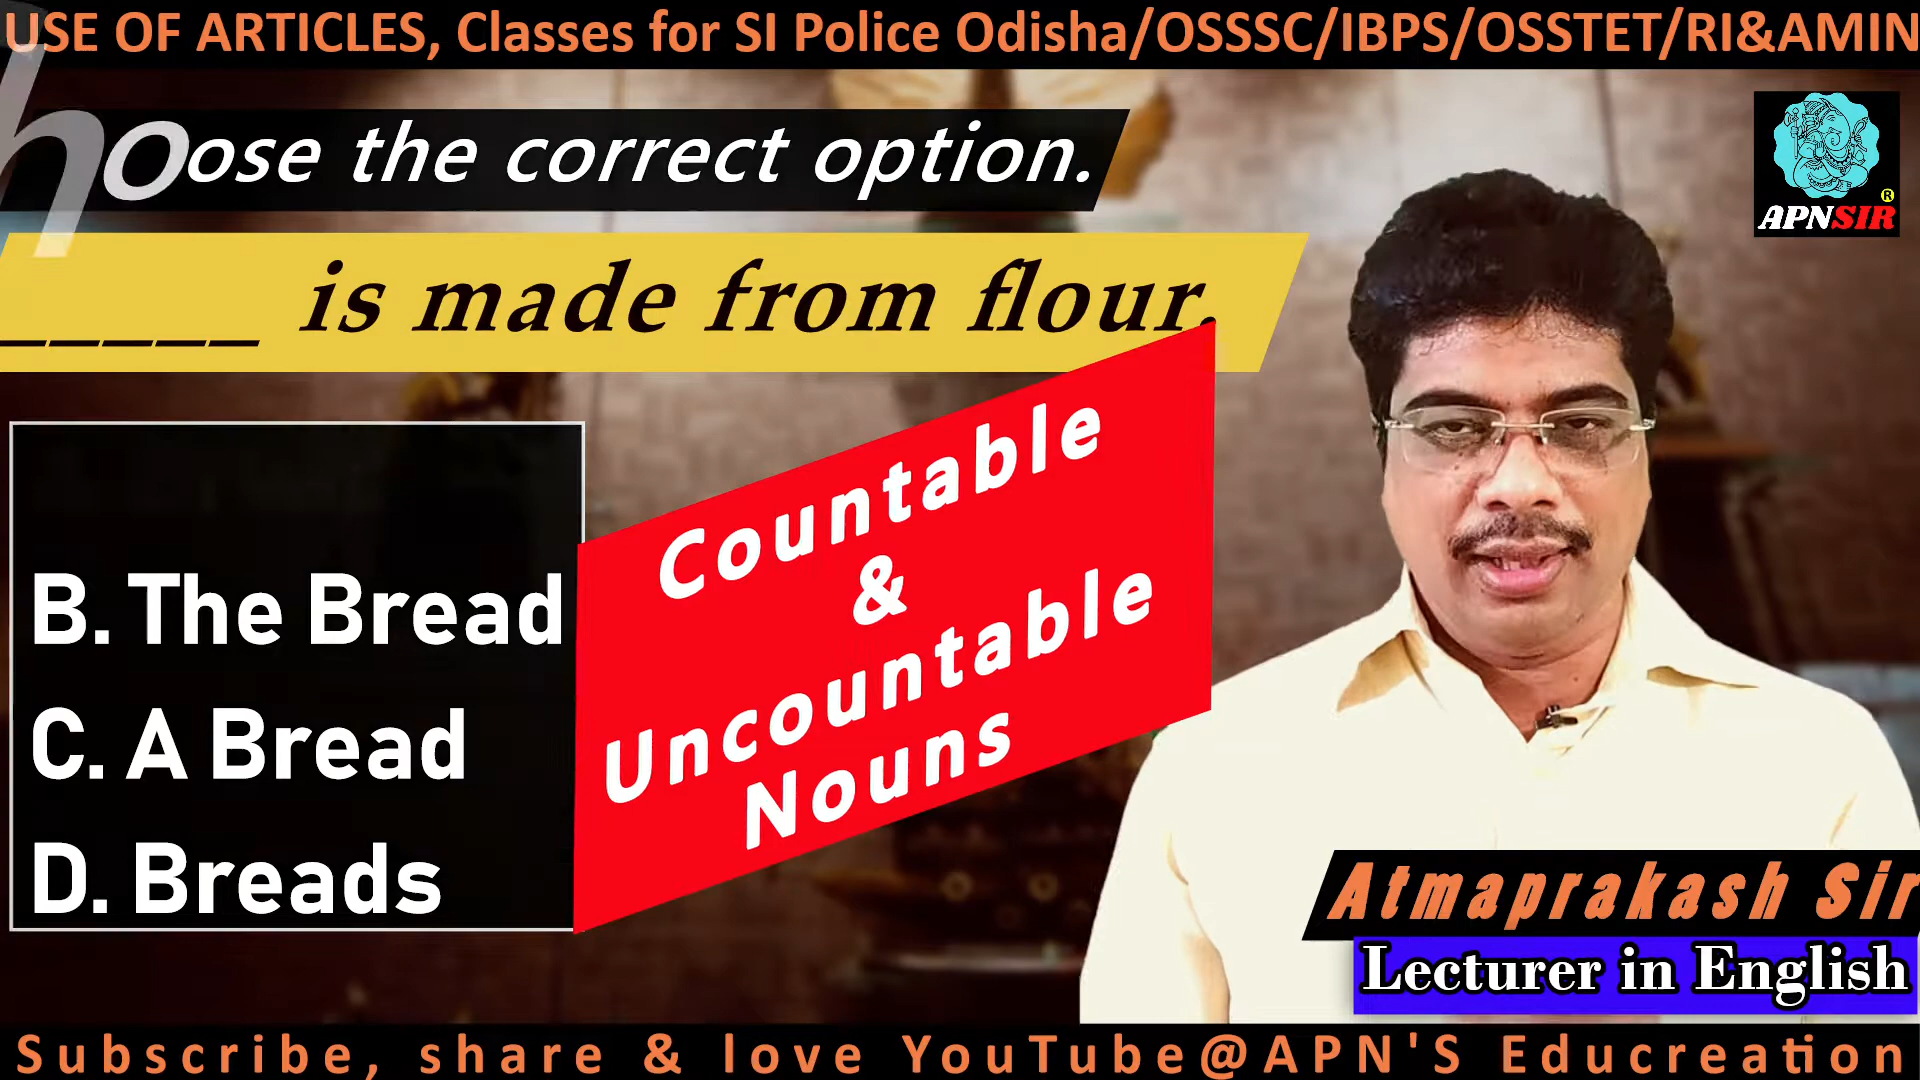 USE OF ARTICLES, Classes for SI Police Odisha/OSSSC/IBPS/OSSTET/RI&AMIN
hoose the correct option.
_____ is made from flour.
APNSIR®
B. The Bread
C. A Bread
D. Breads
Countable
&
Uncountable
Nouns
Atmaprakash Sir
Lecturer in English
Subscribe, share & love YouTube@APN'S Educreation